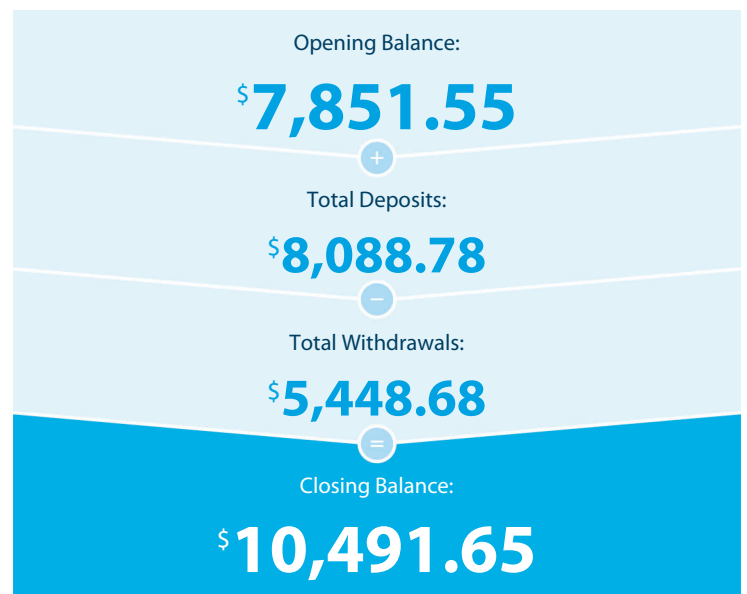 Opening Balance:
$7,851.55
+
Total Deposits:
$8,088.78
−
Total Withdrawals:
$5,448.68
=
Closing Balance:
$10,491.65